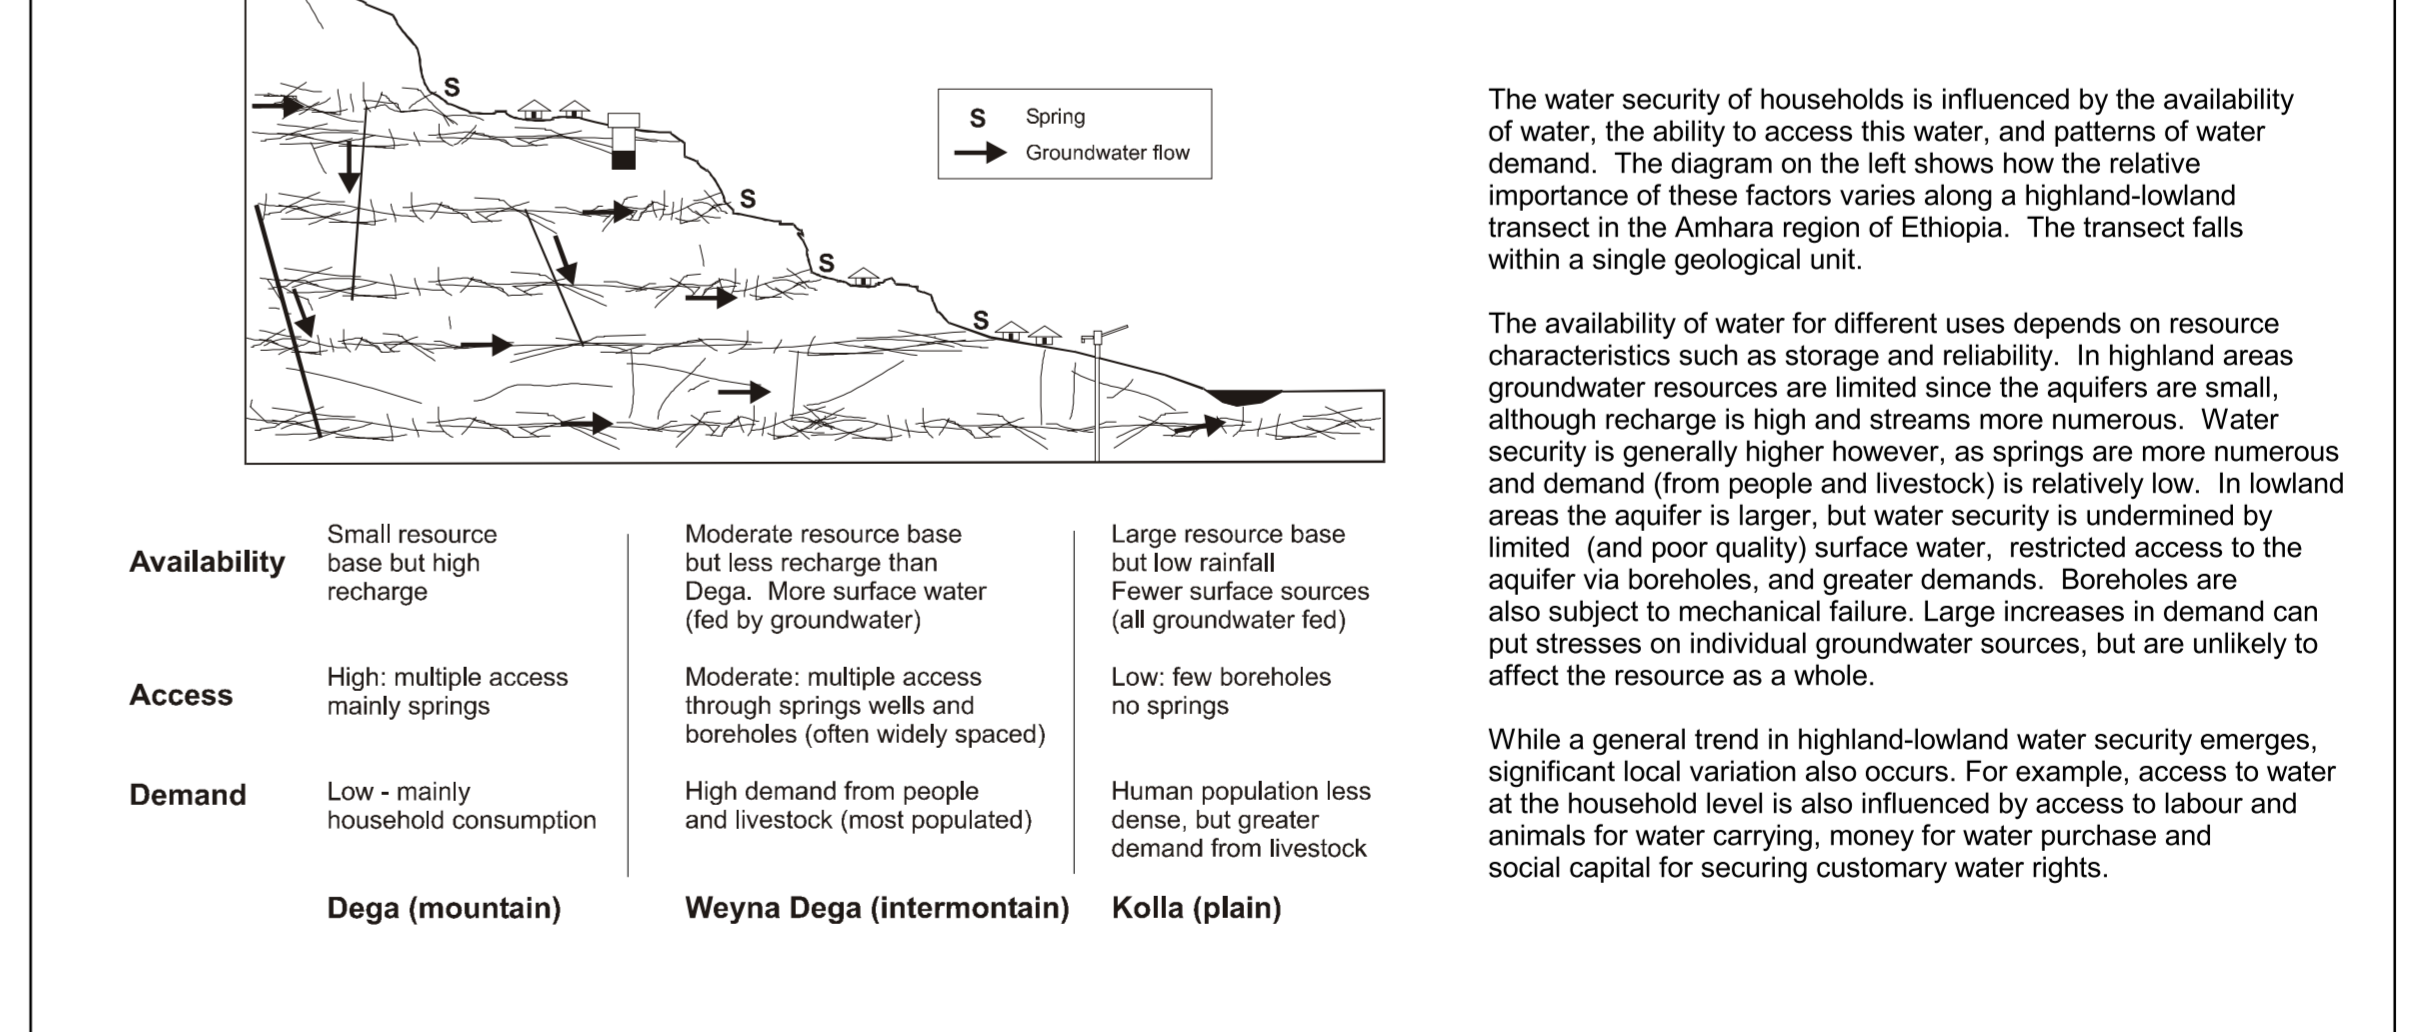 S
S
S
S
S Spring
Groundwater flow
Availability
Small resource
base but high
recharge
Moderate resource base
but less recharge than
Dega.  More surface water
(fed by groundwater)
Large resource base
but low rainfall
Fewer surface sources
(all groundwater fed)
Access
High: multiple access
mainly springs
Moderate: multiple access
through springs wells and
boreholes (often widely spaced)
Low: few boreholes
no springs
Demand
Low - mainly
household consumption
High demand from people
and livestock (most populated)
Human population less
dense, but greater
demand from livestock
Dega (mountain)
Weyna Dega (intermontain)
Kolla (plain)
The water security of households is influenced by the availability
of water, the ability to access this water, and patterns of water
demand.  The diagram on the left shows how the relative
importance of these factors varies along a highland-lowland
transect in the Amhara region of Ethiopia.  The transect falls
within a single geological unit.
The availability of water for different uses depends on resource
characteristics such as storage and reliability.  In highland areas
groundwater resources are limited since the aquifers are small,
although recharge is high and streams more numerous.  Water
security is generally higher however, as springs are more numerous
and demand (from people and livestock) is relatively low.  In lowland
areas the aquifer is larger, but water security is undermined by
limited  (and poor quality) surface water,  restricted access to the
aquifer via boreholes, and greater demands.  Boreholes are
also subject to mechanical failure. Large increases in demand can
put stresses on individual groundwater sources, but are unlikely to
affect the resource as a whole.
While a general trend in highland-lowland water security emerges,
significant local variation also occurs. For example, access to water
at the household level is also influenced by access to labour and
animals for water carrying, money for water purchase and
social capital for securing customary water rights.